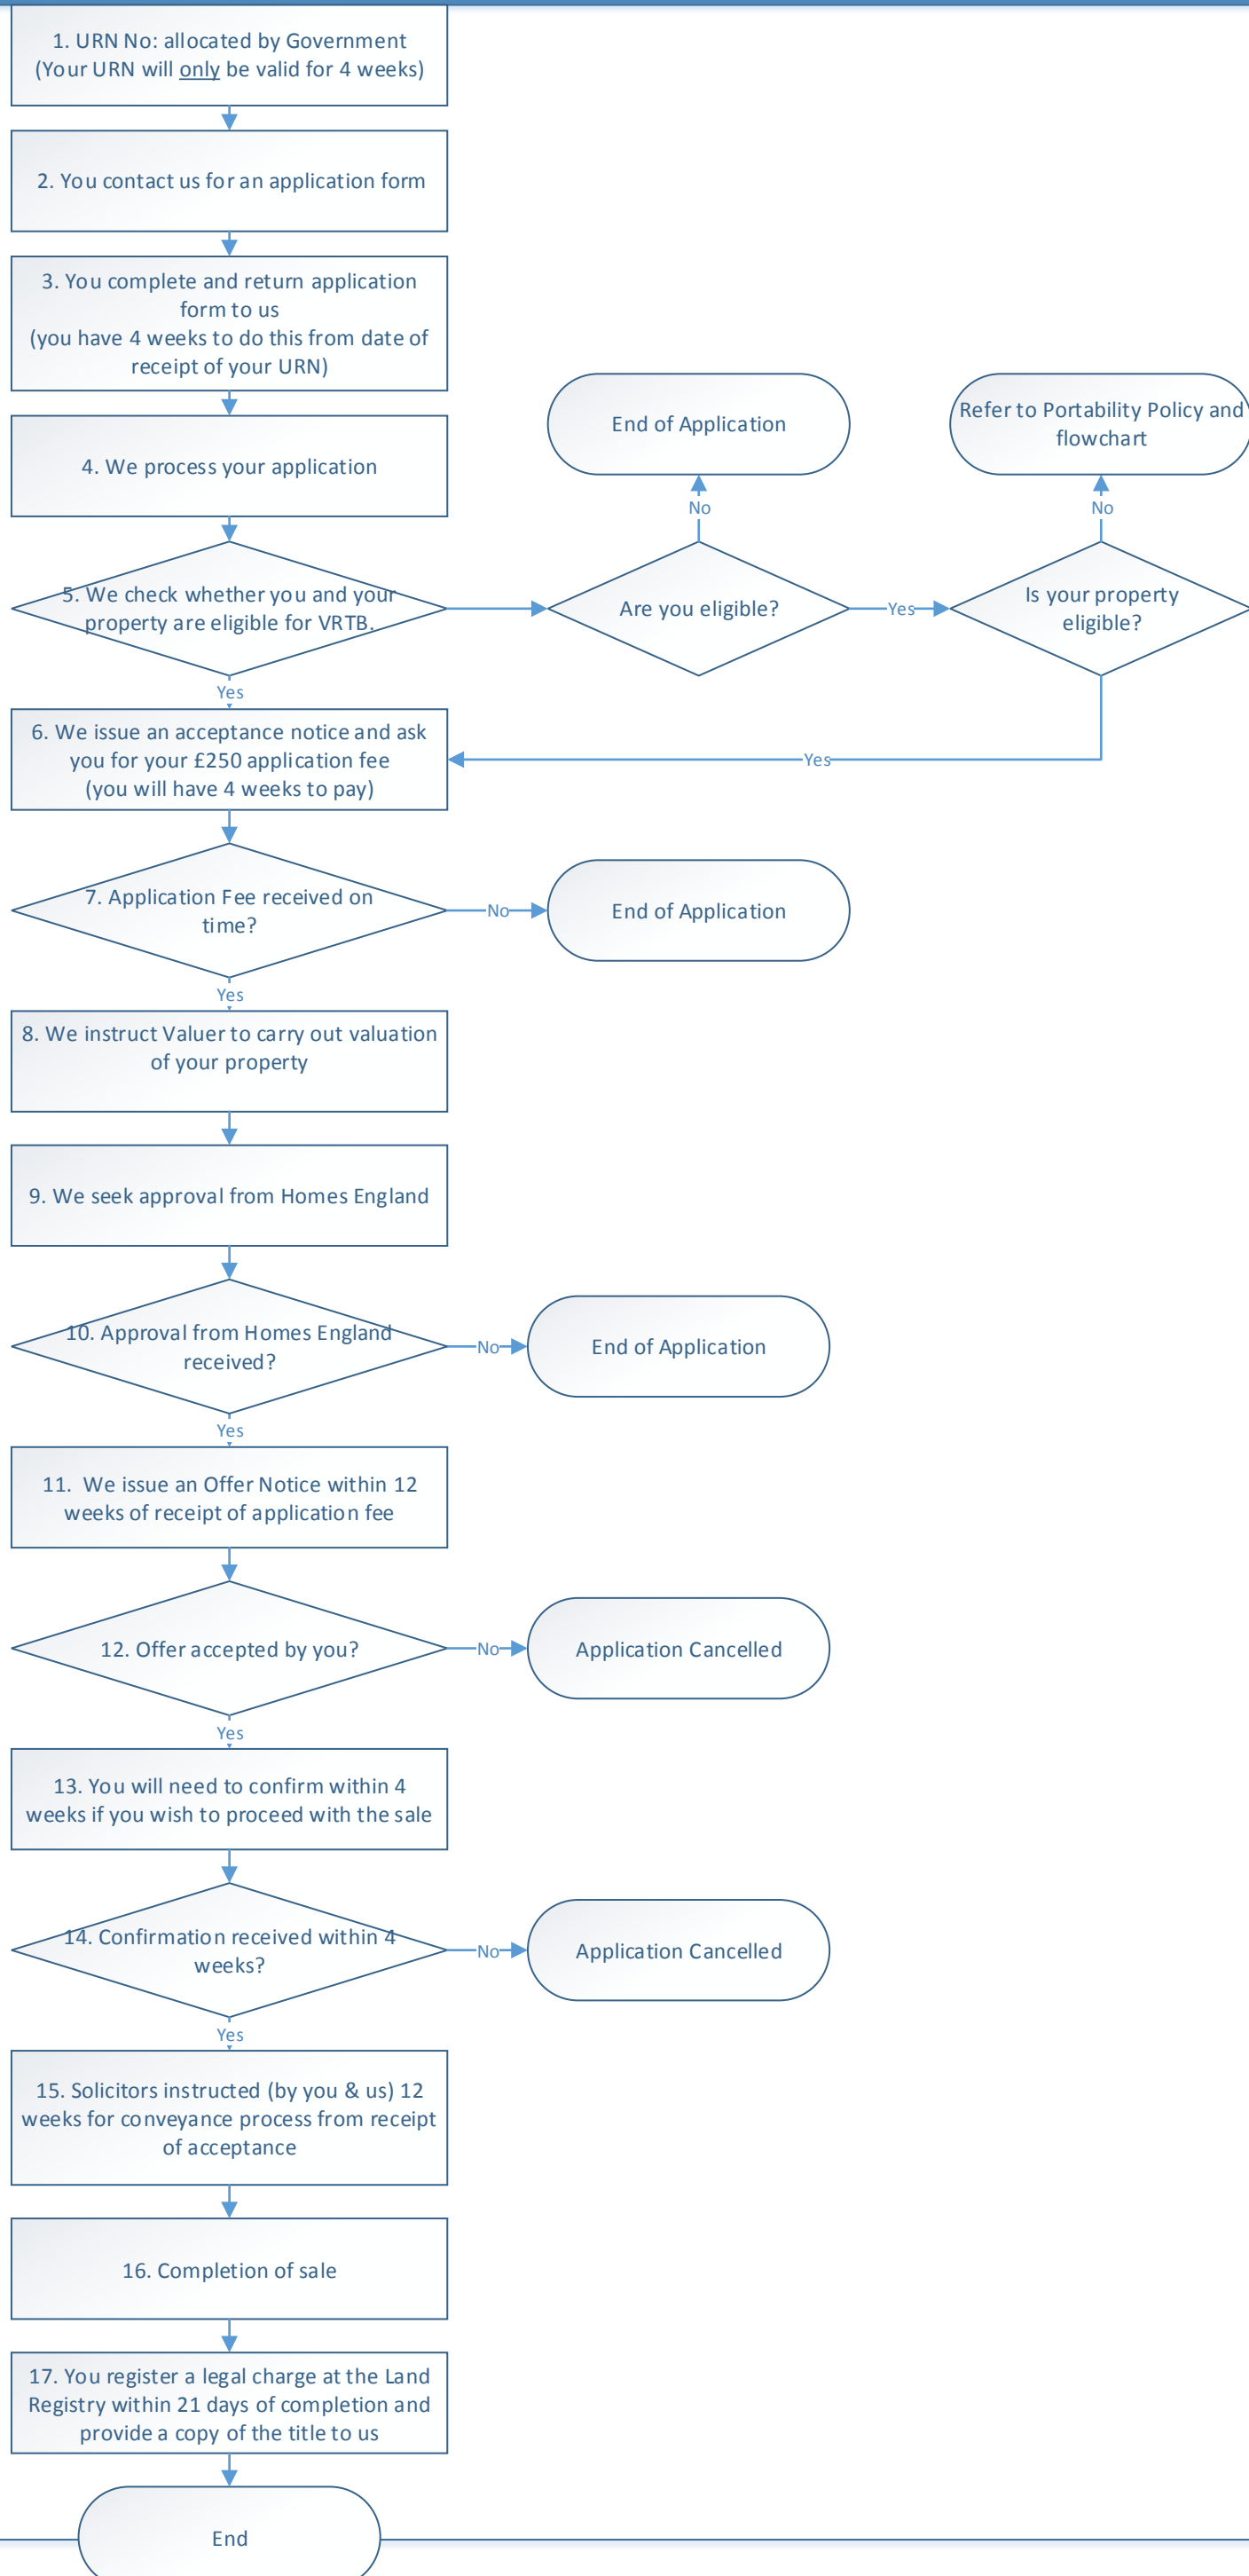 1. URN No: allocated by Government
(Your URN will only be valid for 4 weeks)
2. You contact us for an application form
3. You complete and return application
form to us
(you have 4 weeks to do this from date of
receipt of your URN)
End of Application
Refer to Portability Policy and
flowchart
4. We process your application
No
No
5. We check whether you and your
property are eligible for VRTB.
Are you eligible?
Yes
Is your property
eligible?
Yes
6. We issue an acceptance notice and ask
you for your £250 application fee
(you will have 4 weeks to pay)
Yes
7. Application Fee received on
time?
No
End of Application
Yes
8. We instruct Valuer to carry out valuation
of your property
9. We seek approval from Homes England
10. Approval from Homes England
received?
No
End of Application
Yes
11. We issue an Offer Notice within 12
weeks of receipt of application fee
12. Offer accepted by you?
No
Application Cancelled
Yes
13. You will need to confirm within 4
weeks if you wish to proceed with the sale
14. Confirmation received within 4
weeks?
No
Application Cancelled
Yes
15. Solicitors instructed (by you & us) 12
weeks for conveyance process from receipt
of acceptance
16. Completion of sale
17. You register a legal charge at the Land
Registry within 21 days of completion and
provide a copy of the title to us
End